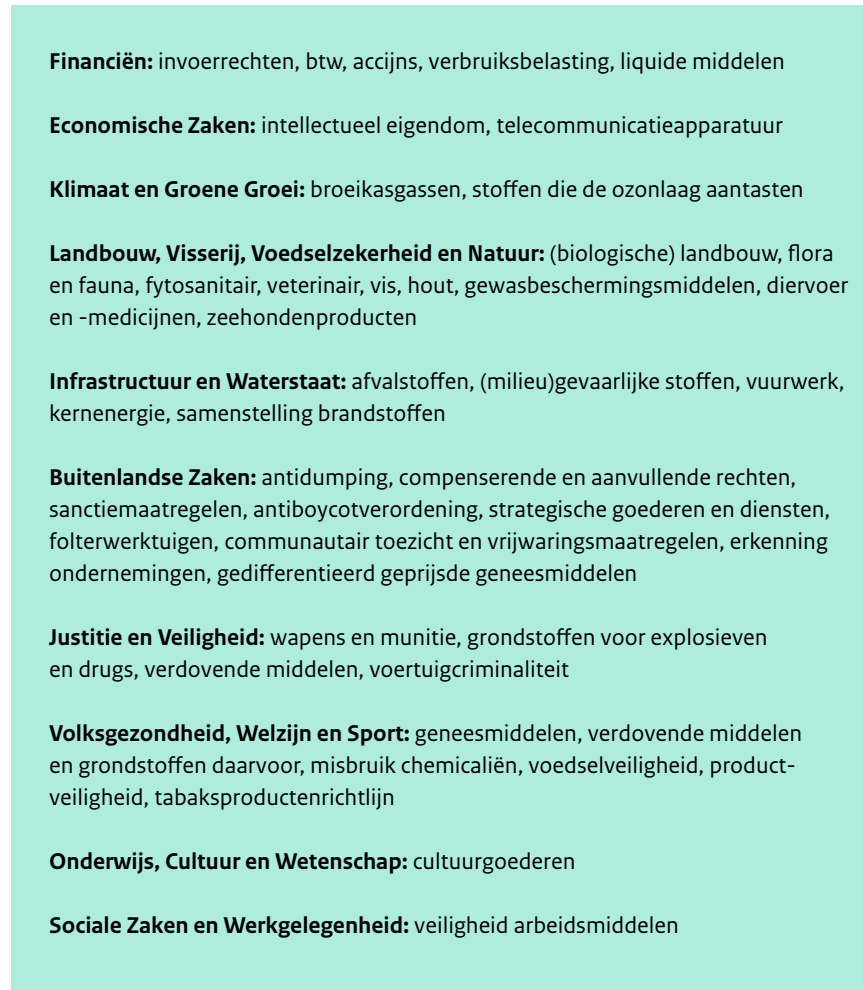 Financiën: invoerrechten, btw, accijns, verbruiksbelasting, liquide middelen
Economische Zaken: intellectueel eigendom, telecommunicatieapparatuur
Klimaat en Groene Groei: broeikasgassen, stoffen die de ozonlaag aantasten
Landbouw, Visserij, Voedselzekerheid en Natuur: (biologische) landbouw, flora
en fauna, fytosanitair, veterinair, vis, hout, gewasbeschermingsmiddelen, diervoer
en -medicijnen, zeehondenproducten
Infrastructuur en Waterstaat: afvalstoffen, (milieu)gevaarlijke stoffen, vuurwerk,
kernenergie, samenstelling brandstoffen
Buitenlandse Zaken: antidumping, compenserende en aanvullende rechten,
sanctiemaatregelen, antiboycotverordening, strategische goederen en diensten,
folterwerktuigen, communautair toezicht en vrijwaringsmaatregelen, erkenning
ondernemingen, gedifferentieerd geprijsde geneesmiddelen
Justitie en Veiligheid: wapens en munitie, grondstoffen voor explosieven
en drugs, verdovende middelen, voertuigcriminaliteit
Volksgezondheid, Welzijn en Sport: geneesmiddelen, verdovende middelen
en grondstoffen daarvoor, misbruik chemicaliën, voedselveiligheid, product-
veiligheid, tabaksproductenrichtlijn
Onderwijs, Cultuur en Wetenschap: cultuurgoederen
Sociale Zaken en Werkgelegenheid: veiligheid arbeidsmiddelen